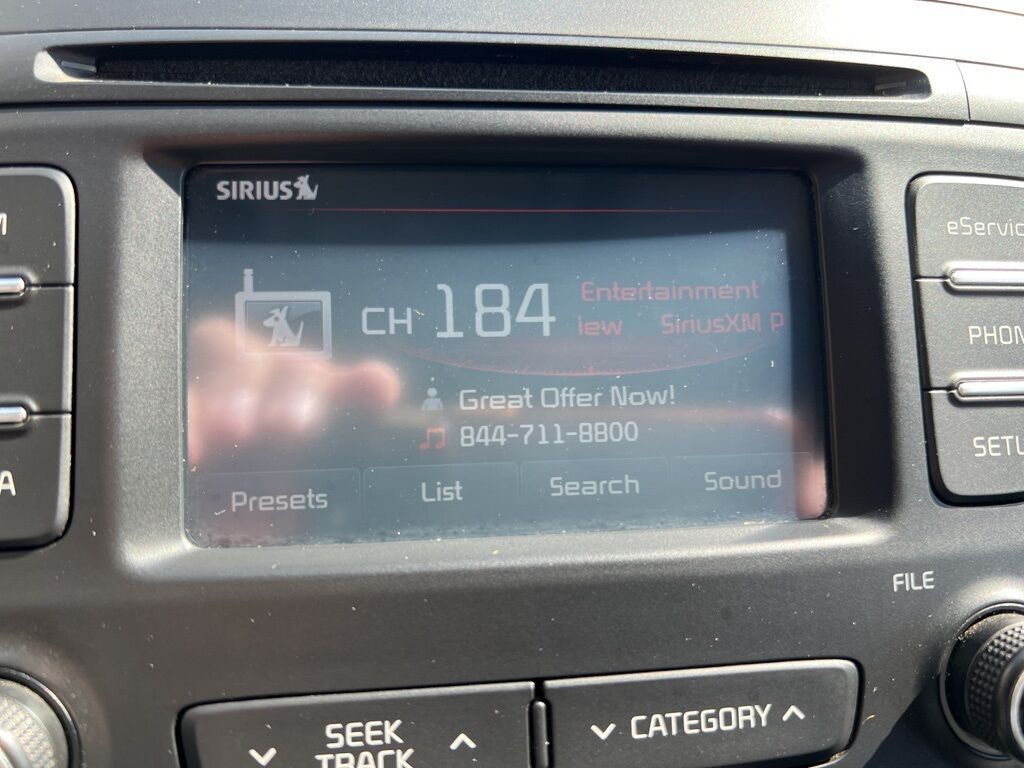 SIRIUS
CH 184
Entertainment
iew SiriusXM P
Great Offer Now!
844-711-8800
Presets List Search Sound
M
A
eServic
PHON
SETU
FILE
SEEK
TRACK
CATEGORY